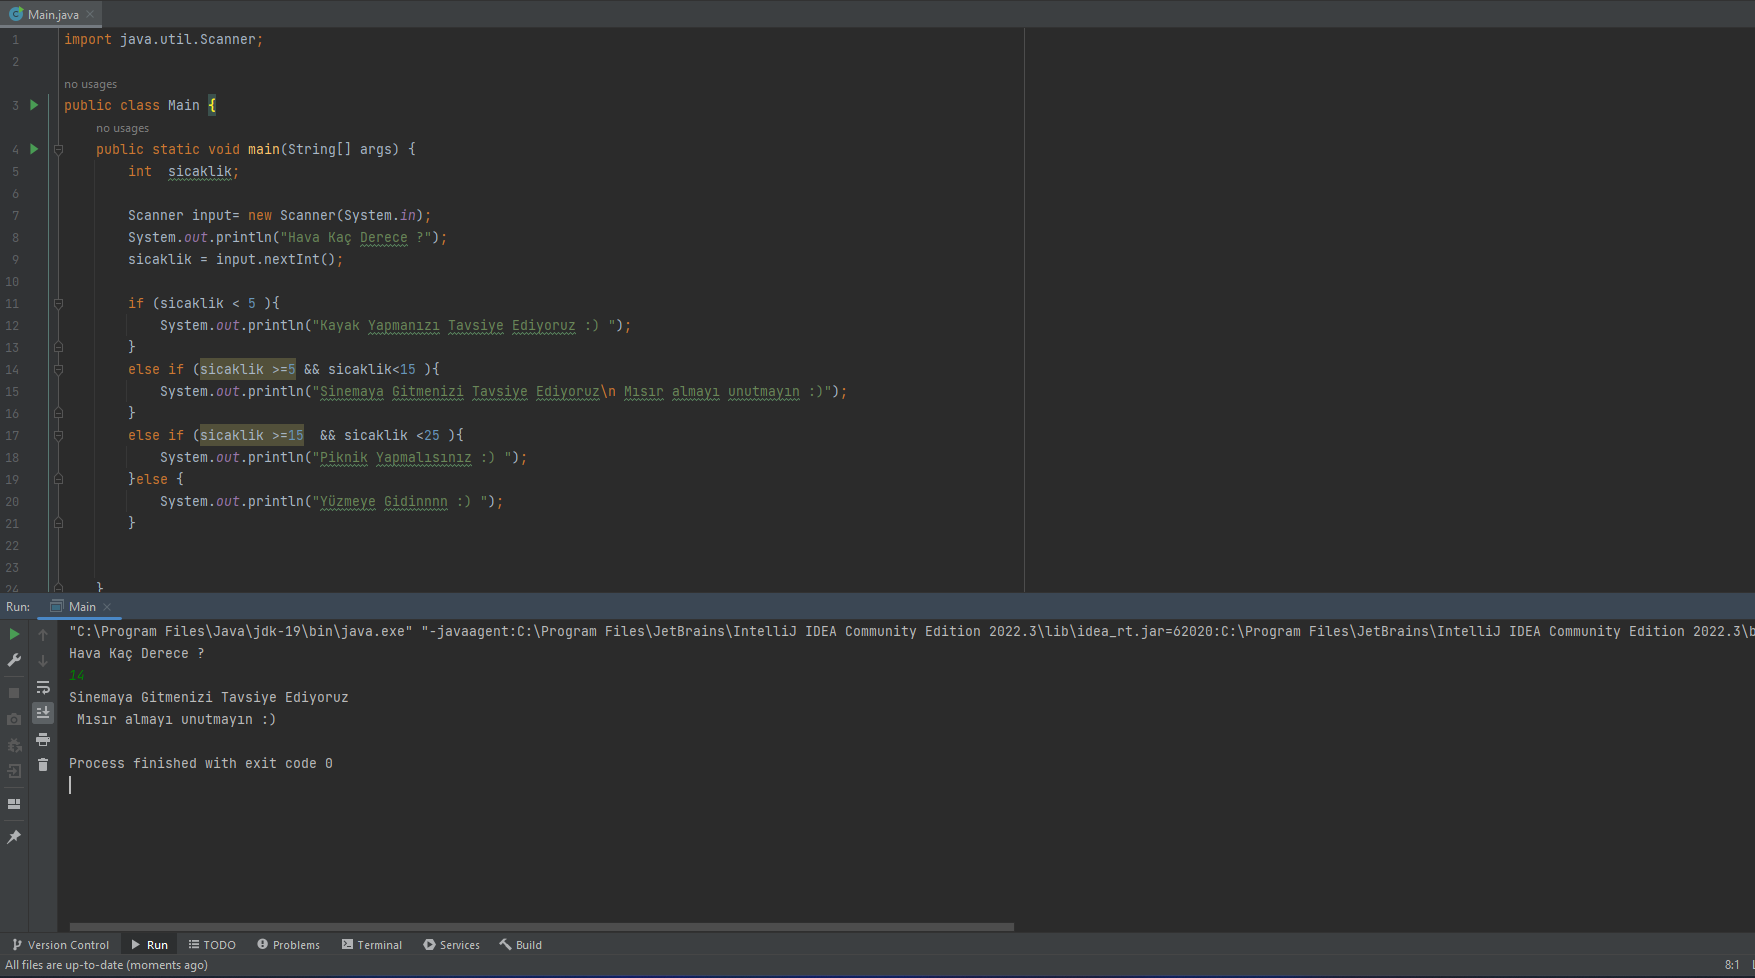 Main.java
1 import java.util.Scanner;
2
no usages
3 public class Main {
no usages
4 public static void main(String[] args) {
5 int  sicaklik;
6
7 Scanner input= new Scanner(System.in);
8 System.out.println("Hava Kaç Derece ?");
9 sicaklik = input.nextInt();
10
11 if (sicaklik < 5 ){
12 System.out.println("Kayak Yapmanızı Tavsiye Ediyoruz :) ");
13 }
14 else if (sicaklik >=5 && sicaklik<15 ){
15 System.out.println("Sinemaya Gitmenizi Tavsiye Ediyoruz\n Mısır almayı unutmayın :)");
16 }
17 else if (sicaklik >=15  && sicaklik <25 ){
18 System.out.println("Piknik Yapmalısınız :) ");
19 }else {
20 System.out.println("Yüzmeye Gidinnnn :) ");
21 }
22
23
24 }
Run: Main
"C:\Program Files\Java\jdk-19\bin\java.exe" "-javaagent:C:\Program Files\JetBrains\IntelliJ IDEA Community Edition 2022.3\lib\idea_rt.jar=62020:C:\Program Files\JetBrains\IntelliJ IDEA Community Edition 2022.3\b
Hava Kaç Derece ?
14
Sinemaya Gitmenizi Tavsiye Ediyoruz
Mısır almayı unutmayın :)
Process finished with exit code 0
Version Control Run TODO Problems Terminal Services Build
All files are up-to-date (moments ago) 8:1